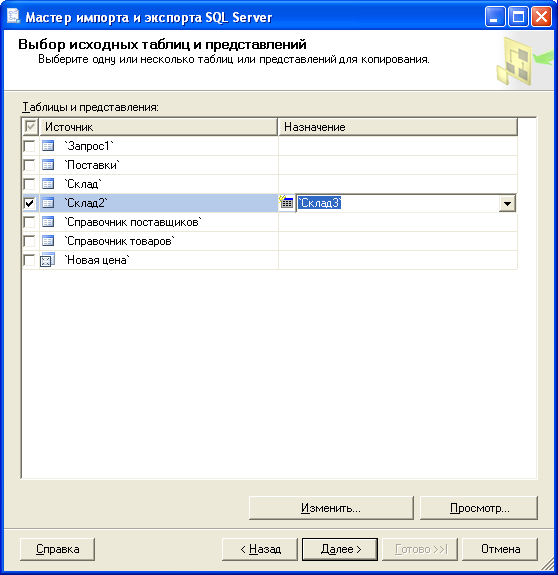 Мастер импорта и экспорта SQL Server
Выбор исходных таблиц и представлений
Выберите одну или несколько таблиц или представлений для копирования.
Таблицы и представления:
Источник Назначение
`Запрос1`
`Поставки`
`Склад`
`Склад2` `Склад3`
`Справочник поставщиков`
`Справочник товаров`
`Новая цена`
Изменить... Просмотр...
Справка < Назад Далее > Готово >>| Отмена